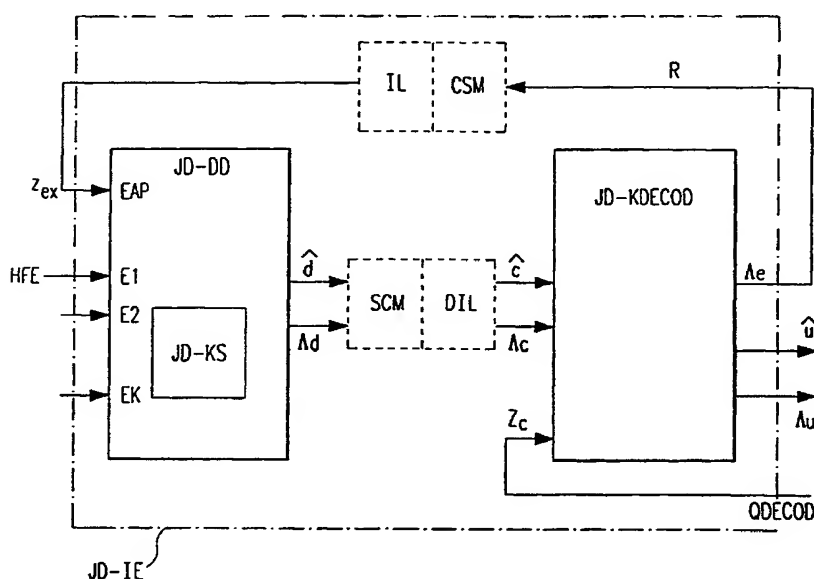 IL CSM R
JD-DD
z_ex EAP
JD-KDECOD
HFE E1
E2
JD-KS
EK
d̂
Λd
SCM DIL
ĉ
Λc
Z_c
Λe
û
Λu
QDECOD
JD-IE